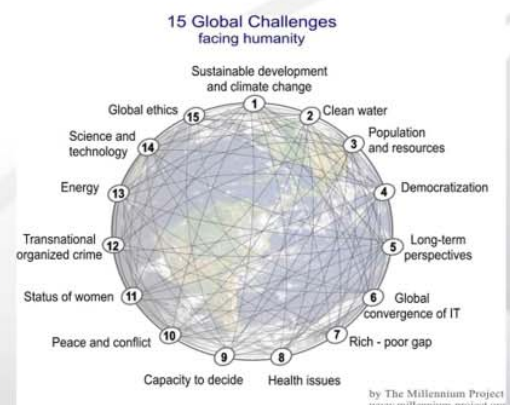 15 Global Challenges
facing humanity
Sustainable development
and climate change
1
2 Clean water
3 Population
and resources
4 Democratization
5 Long-term
perspectives
6 Global
convergence of IT
7 Rich - poor gap
8
Health issues
9
Capacity to decide
10
Peace and conflict
11
Status of women
12
Transnational
organized crime
13
Energy
14
Science and
technology
15
Global ethics
by The Millennium Project